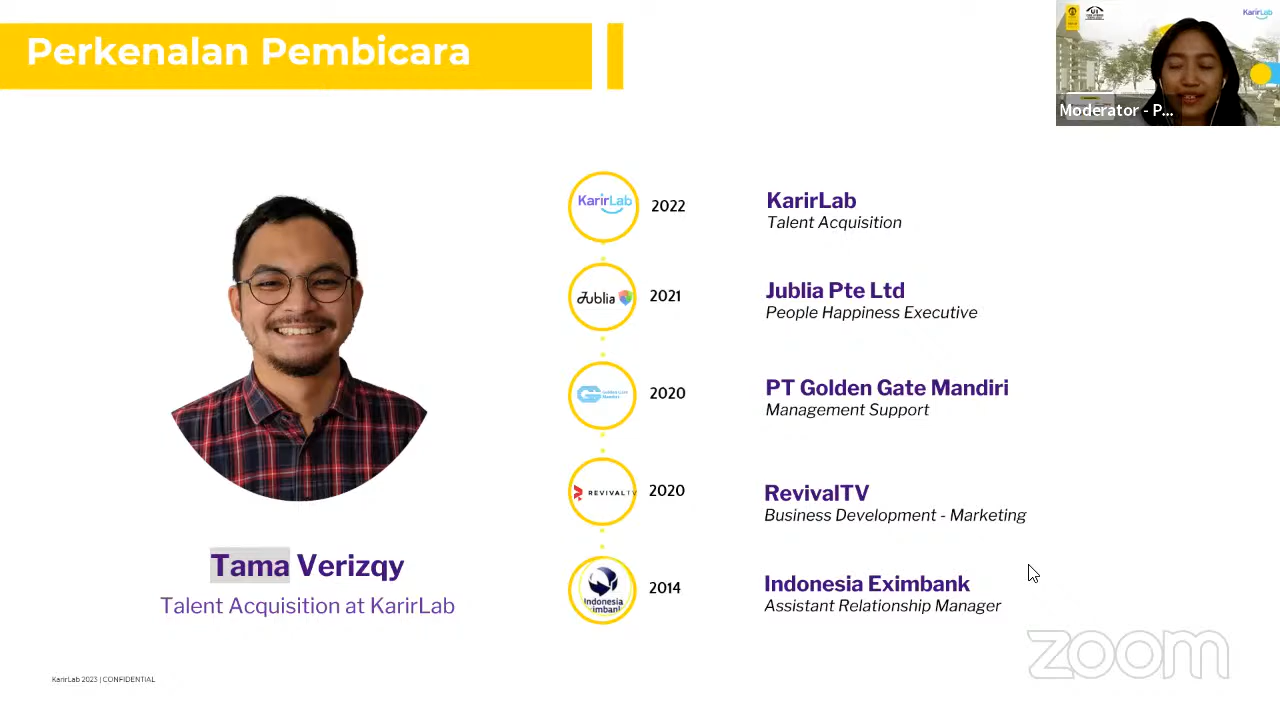 Perkenalan Pembicara
KarirLab
Moderator - P...
KarirLab
2022
KarirLab
Talent Acquisition
Jublia
2021
Jublia Pte Ltd
People Happiness Executive
2020
PT Golden Gate Mandiri
Management Support
REVIVALTV
2020
RevivalTV
Business Development - Marketing
Indonesia
Eximbank
2014
Indonesia Eximbank
Assistant Relationship Manager
Tama Verizqy
Talent Acquisition at KarirLab
KarirLab 2023 | CONFIDENTIAL
zoom